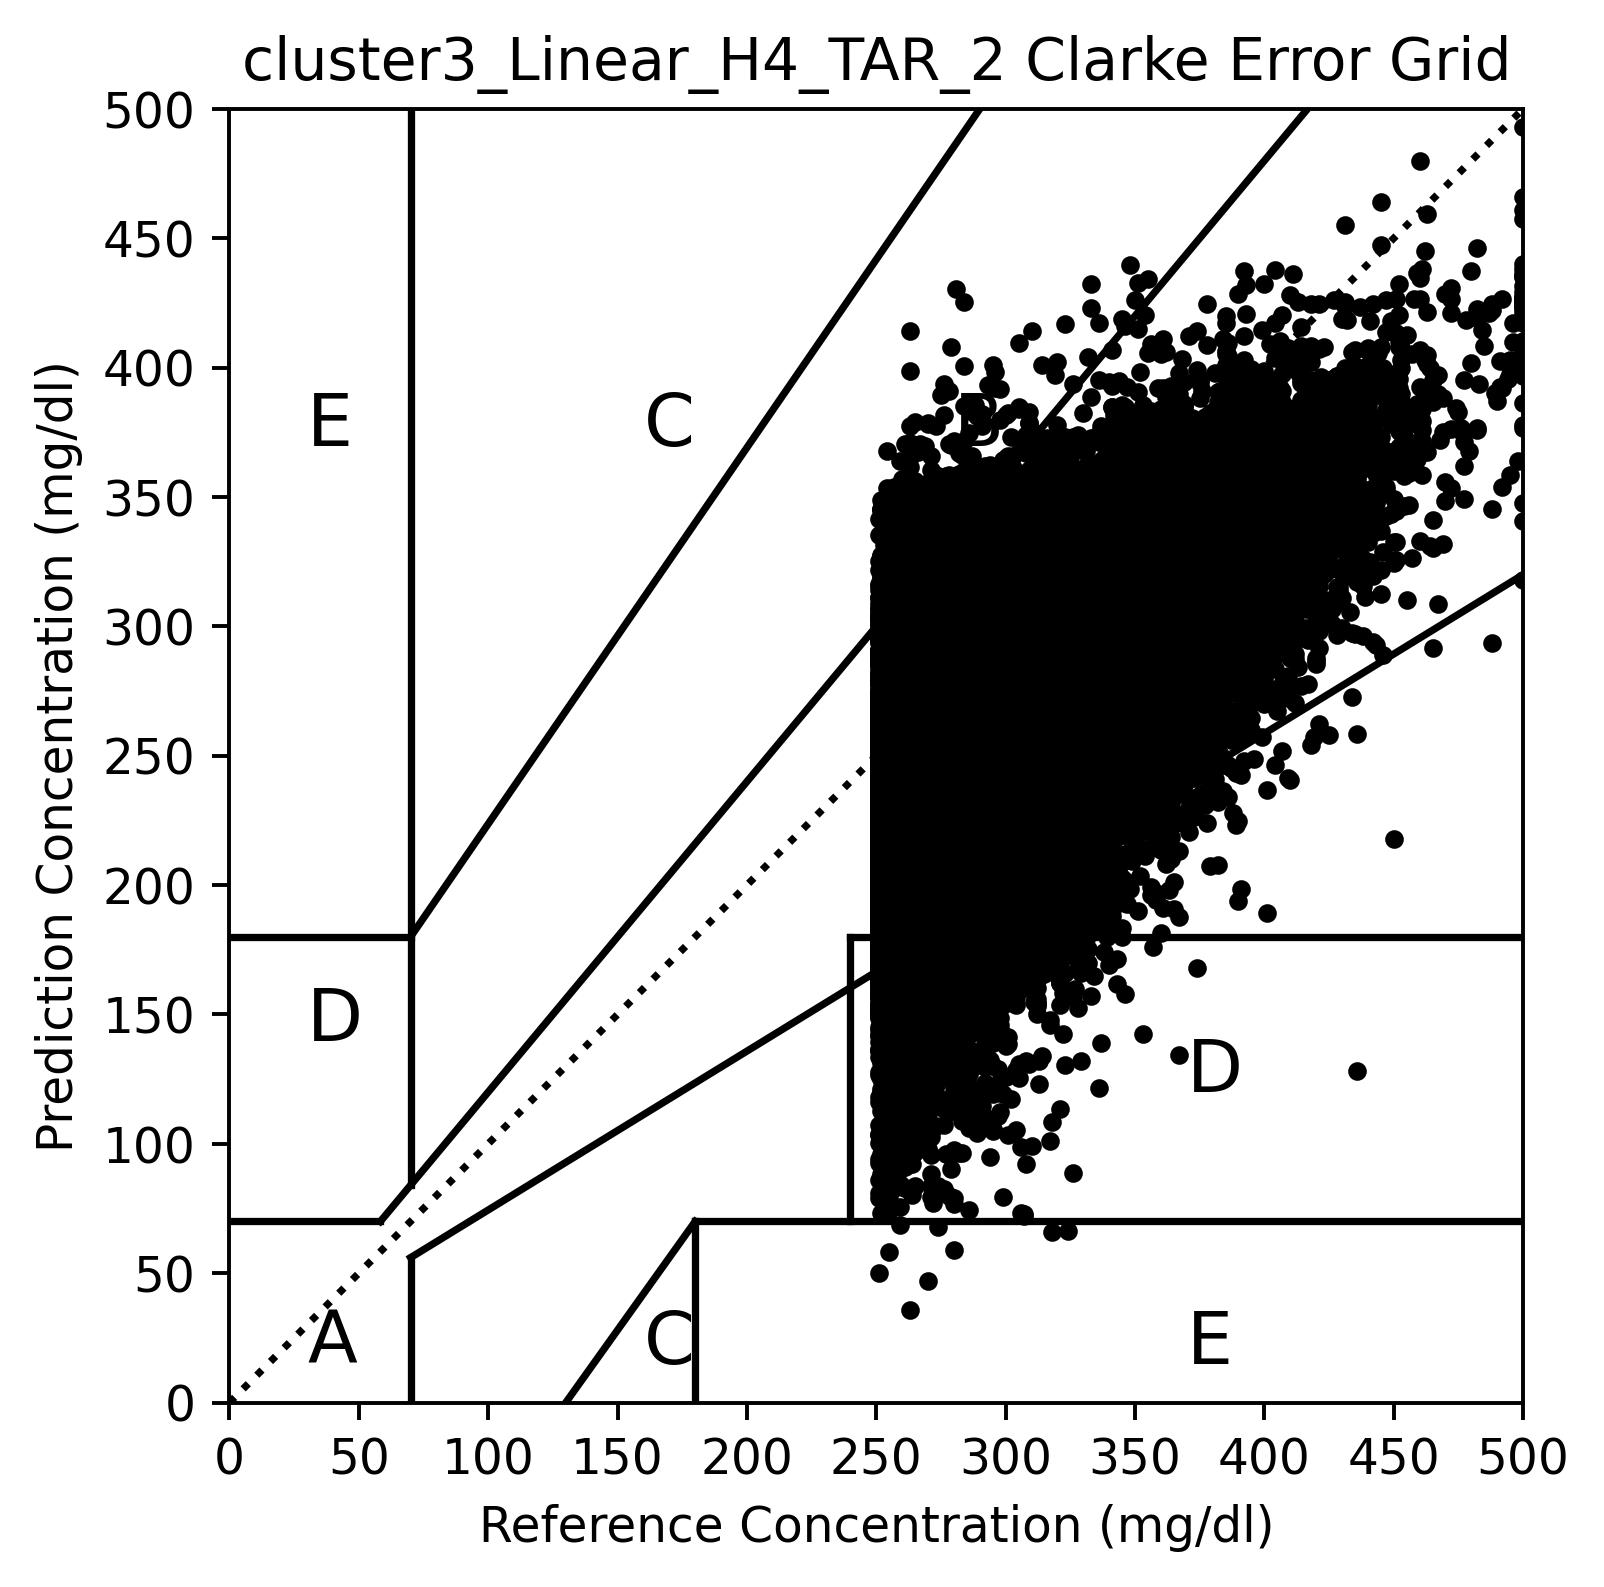 cluster3_Linear_H4_TAR_2 Clarke Error Grid
500
450
400
350
300
250
200
150
100
50
0
Prediction Concentration (mg/dl)
E
C
B
D
D
A
C
E
0 50 100 150 200 250 300 350 400 450 500
Reference Concentration (mg/dl)